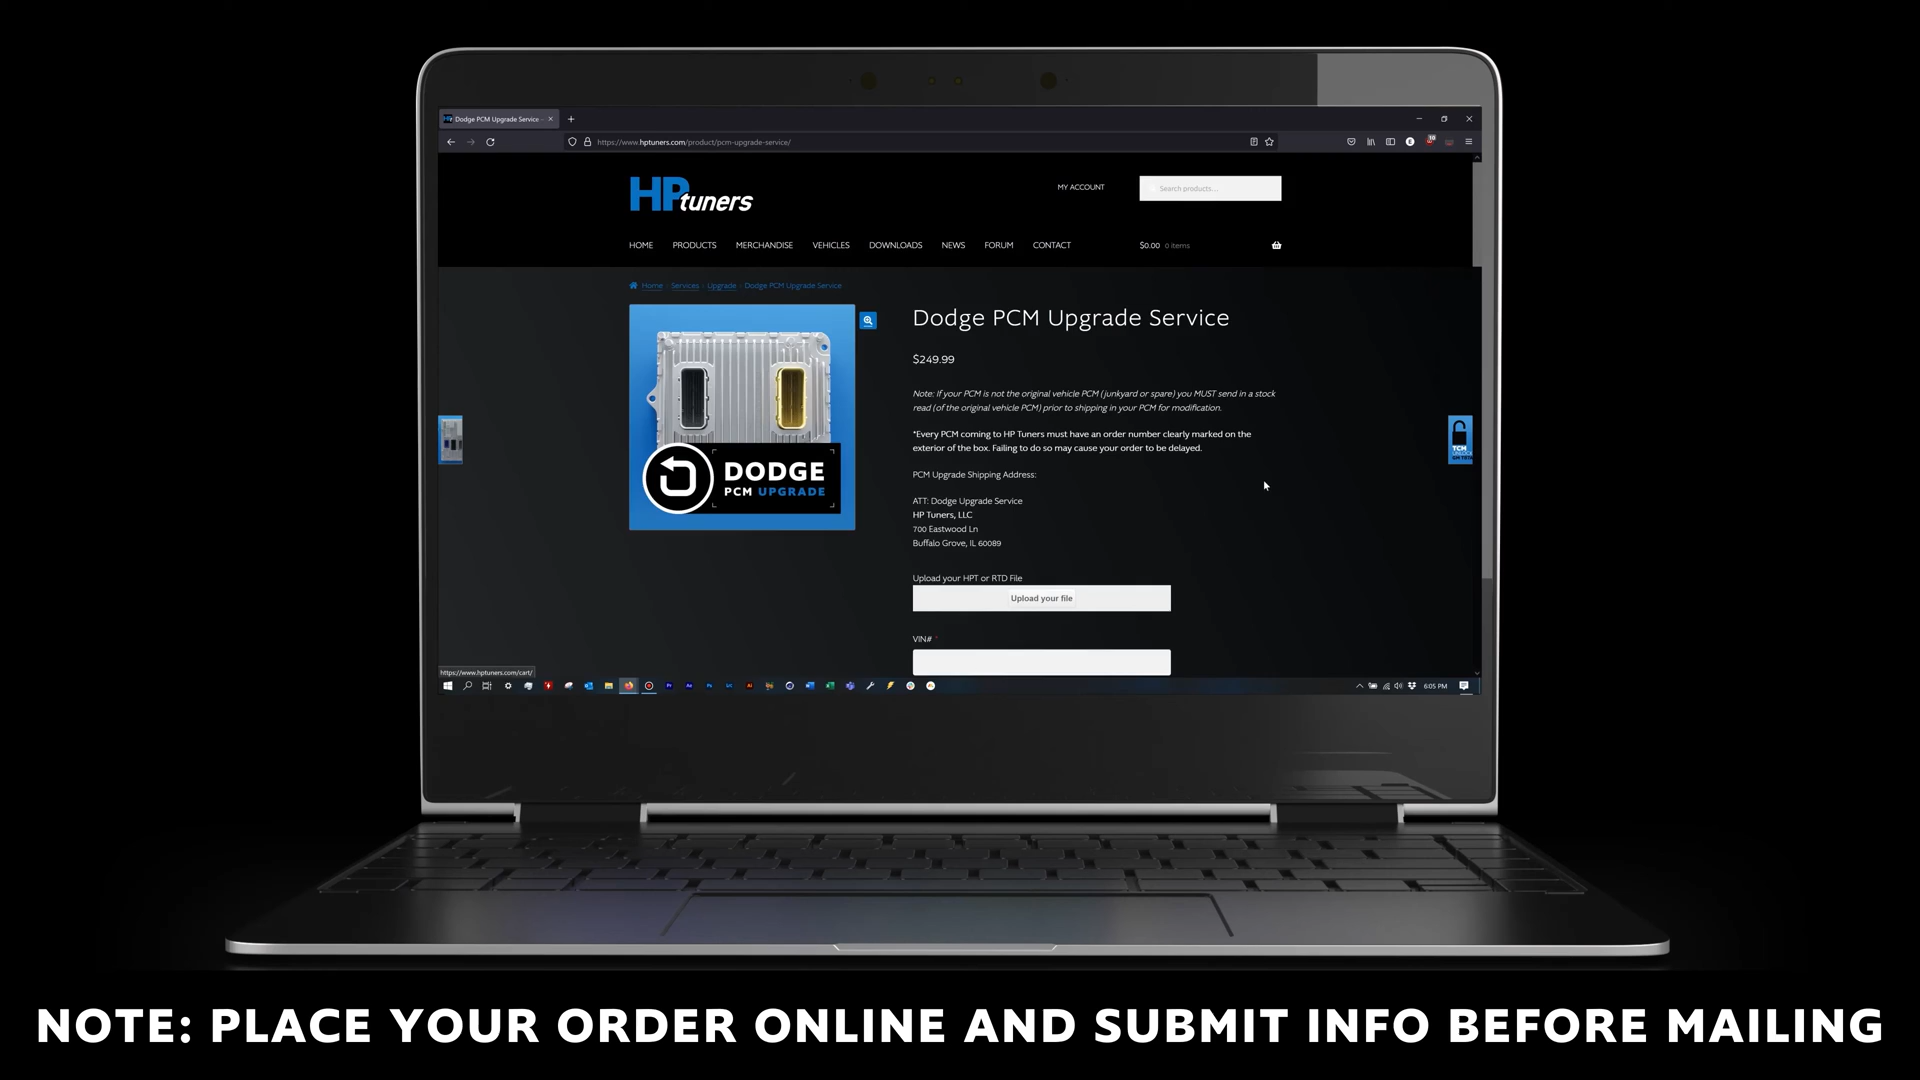 Dodge PCM Upgrade Service -
https://www.hptuners.com/product/pcm-upgrade-service/
10
HP tuners
MY ACCOUNT
Search products...
HOME PRODUCTS MERCHANDISE VEHICLES DOWNLOADS NEWS FORUM CONTACT
$0.00 0 items
Home Services Upgrade Dodge PCM Upgrade Service
DODGE
PCM UPGRADE
Dodge PCM Upgrade Service
$249.99
Note: If your PCM is not the original vehicle PCM (junkyard or spare) you MUST send in a stock
read (of the original vehicle PCM) prior to shipping in your PCM for modification.
*Every PCM coming to HP Tuners must have an order number clearly marked on the
exterior of the box. Failing to do so may cause your order to be delayed.
PCM Upgrade Shipping Address:
ATT: Dodge Upgrade Service
HP Tuners, LLC
700 Eastwood Ln
Buffalo Grove, IL 60089
Upload your HPT or RTD File
Upload your file
VIN# *
TCM
https://www.hptuners.com/cart/
6:05 PM
NOTE: PLACE YOUR ORDER ONLINE AND SUBMIT INFO BEFORE MAILING